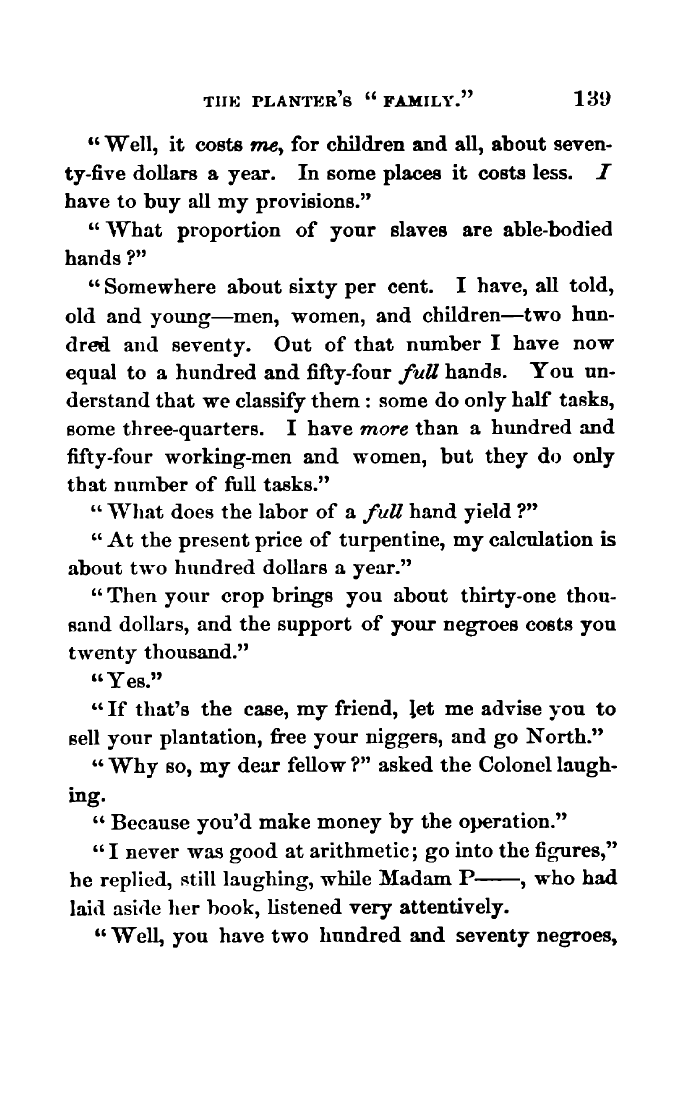 THE PLANTER'S "FAMILY." 139
"Well, it costs me, for children and all, about seven-
ty-five dollars a year. In some places it costs less. I
have to buy all my provisions."
"What proportion of your slaves are able-bodied
hands?"
"Somewhere about sixty per cent. I have, all told,
old and young—men, women, and children—two hun-
dred and seventy. Out of that number I have now
equal to a hundred and fifty-four full hands. You un-
derstand that we classify them: some do only half tasks,
some three-quarters. I have more than a hundred and
fifty-four working-men and women, but they do only
that number of full tasks."
"What does the labor of a full hand yield?"
"At the present price of turpentine, my calculation is
about two hundred dollars a year."
"Then your crop brings you about thirty-one thou-
sand dollars, and the support of your negroes costs you
twenty thousand."
"Yes."
"If that's the case, my friend, let me advise you to
sell your plantation, free your niggers, and go North."
"Why so, my dear fellow?" asked the Colonel laugh-
ing.
"Because you'd make money by the operation."
"I never was good at arithmetic; go into the figures,"
he replied, still laughing, while Madam P——, who had
laid aside her book, listened very attentively.
"Well, you have two hundred and seventy negroes,